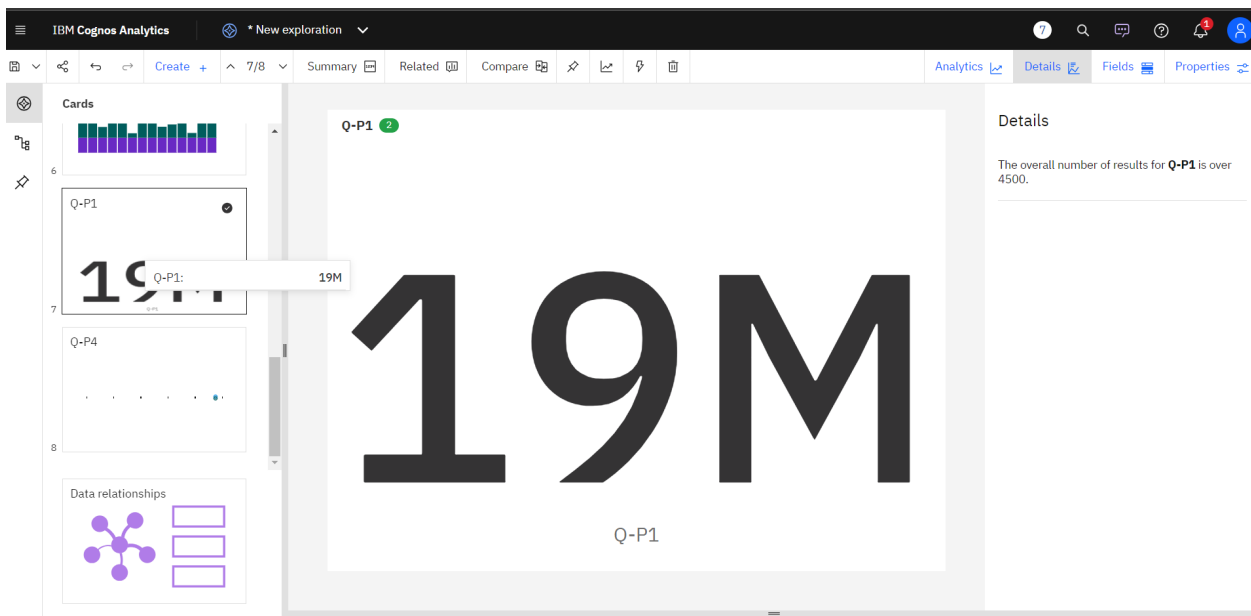 IBM Cognos Analytics
* New exploration
7
1
Create +
7/8
Summary
Related
Compare
Analytics
Details
Fields
Properties
Cards
6
Q-P1
19M
Q-P1
7
Q-P1:
19M
Q-P4
8
Data relationships
Q-P1 2
19M
Q-P1
Details
The overall number of results for Q-P1 is over
4500.